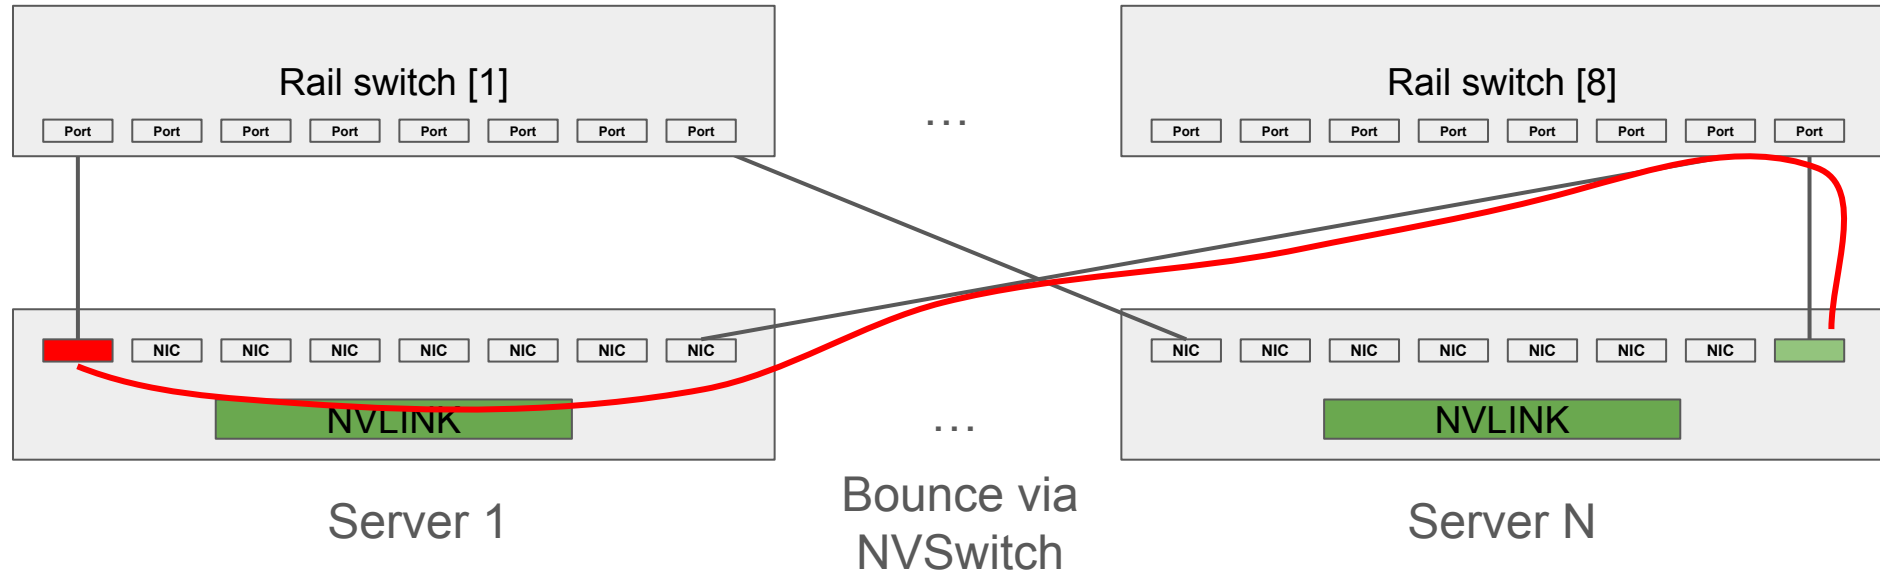 Rail switch [1]
Port Port Port Port Port Port Port Port
...
Rail switch [8]
Port Port Port Port Port Port Port Port
NIC NIC NIC NIC NIC NIC NIC
NVLINK
Server 1
...
Bounce via
NVSwitch
NIC NIC NIC NIC NIC NIC NIC
NVLINK
Server N